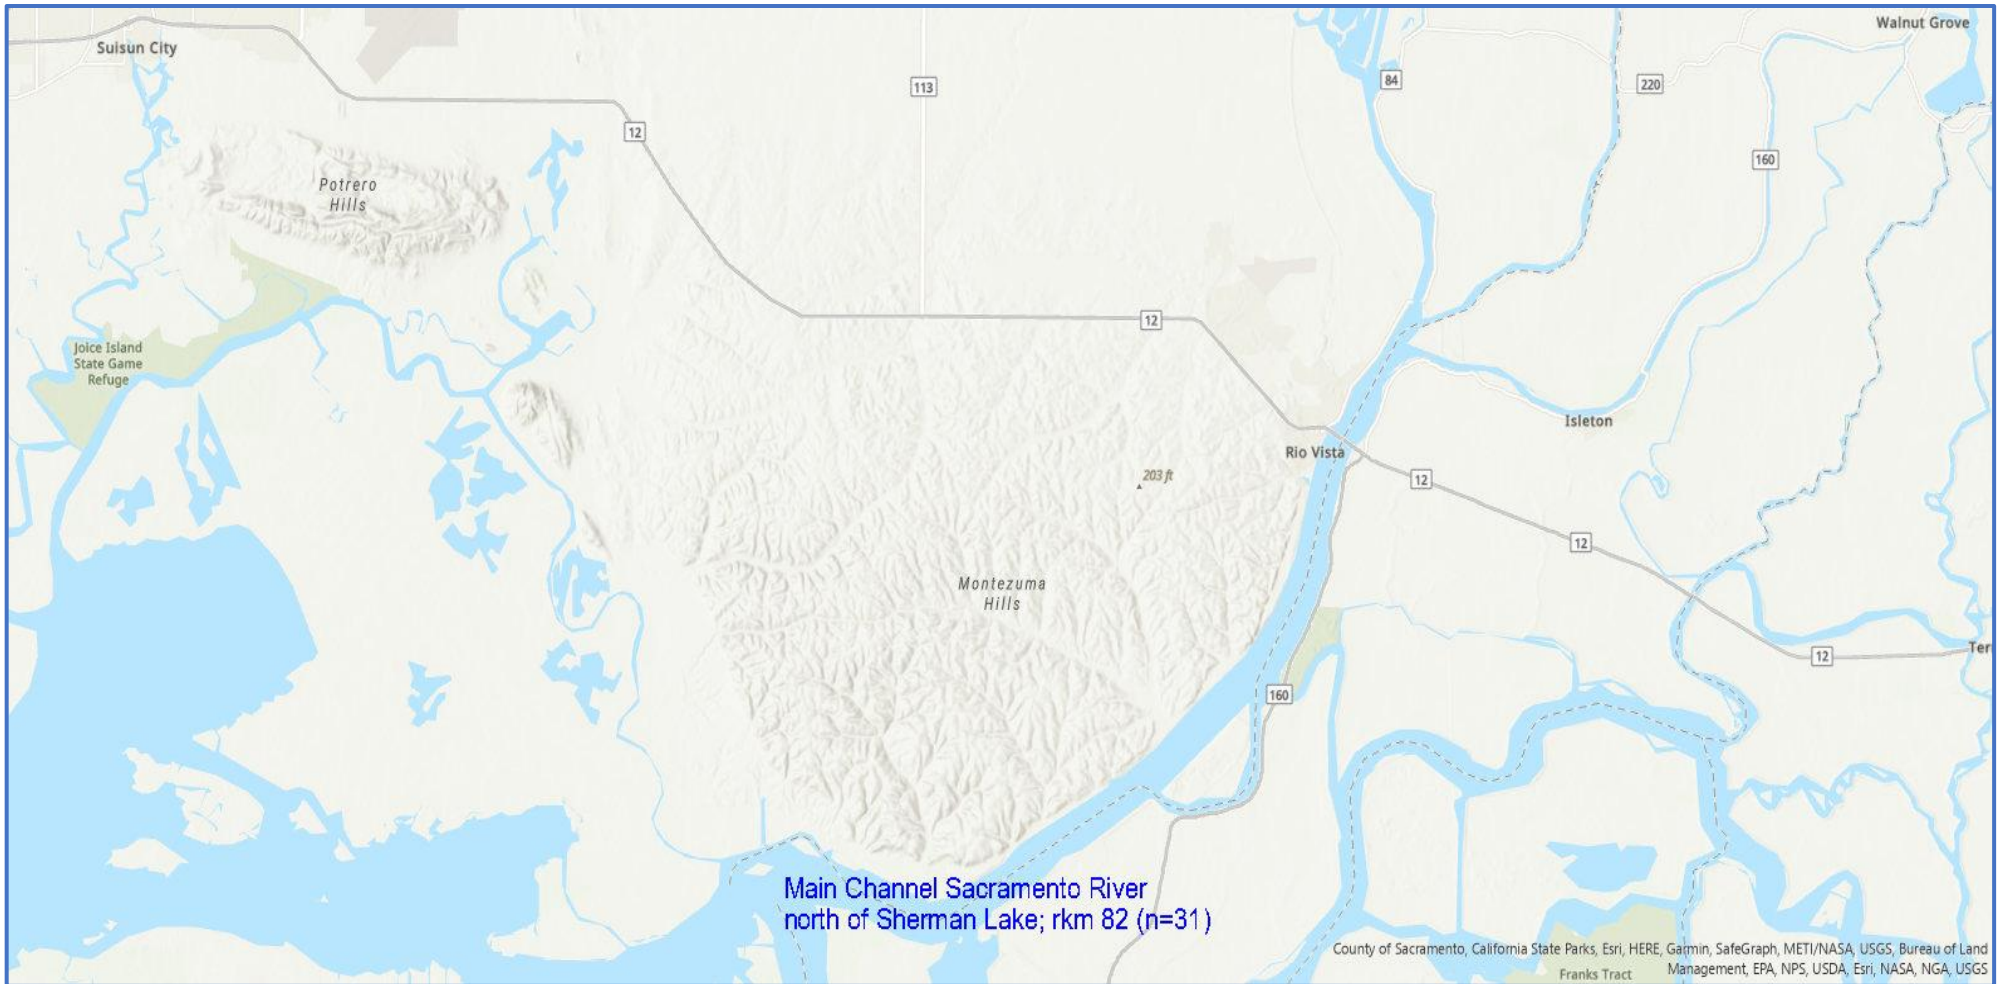 Suisun City
Walnut Grove
113
84
220
12
160
Potrero
Hills
12
Joice Island
State Game
Refuge
Isleton
Rio Vista
203 ft
12
12
Montezuma
Hills
12
160
Main Channel Sacramento River
north of Sherman Lake; rkm 82 (n=31)
County of Sacramento, California State Parks, Esri, HERE, Garmin, SafeGraph, METI/NASA, USGS, Bureau of Land
Management, EPA, NPS, USDA, Esri, NASA, NGA, USGS
Franks Tract